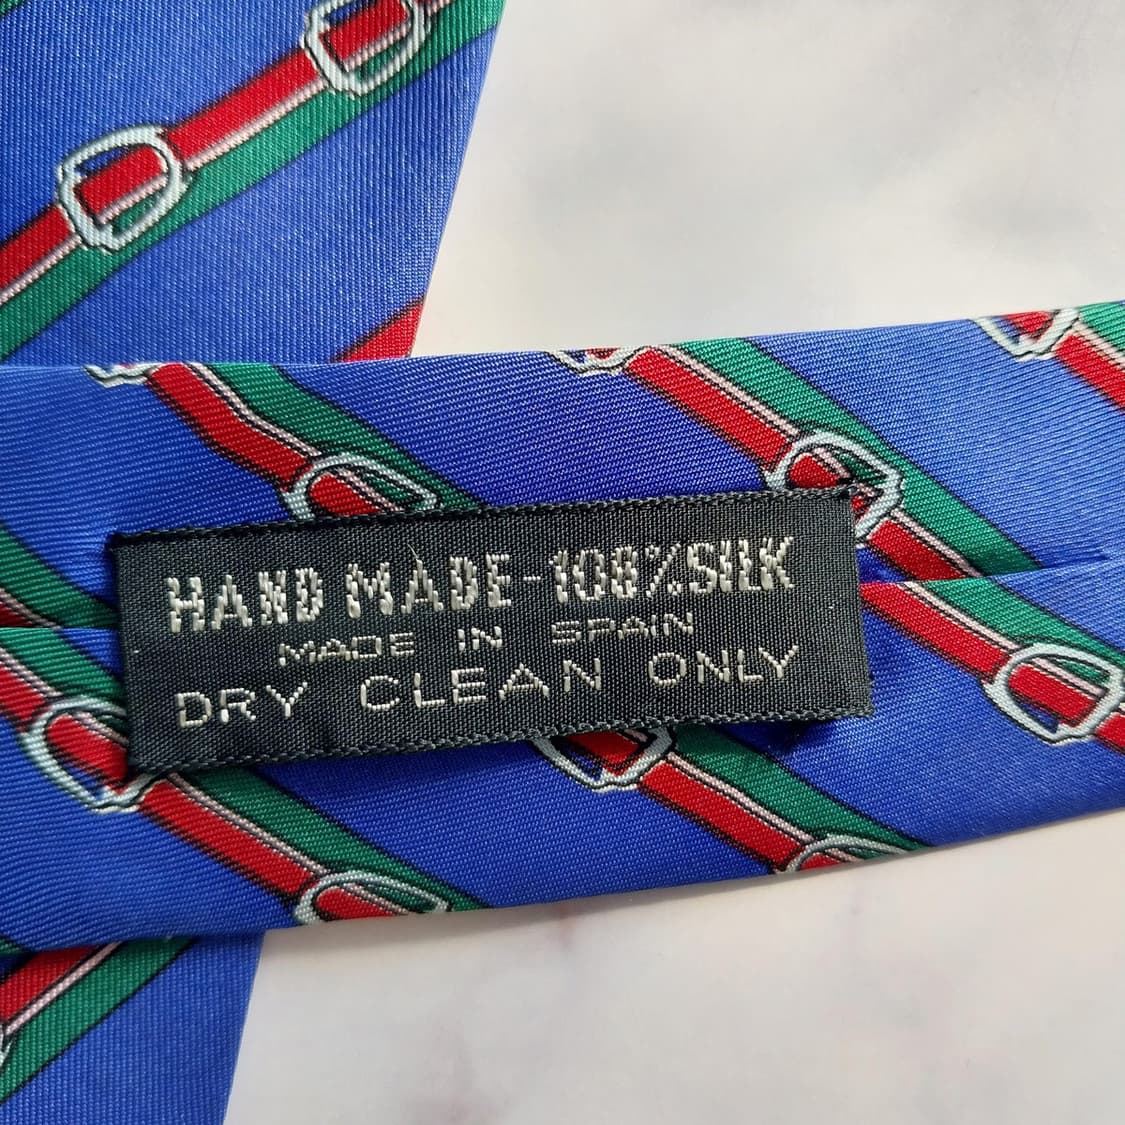 HAND MADE-100%SILK
MADE IN SPAIN
DRY CLEAN ONLY